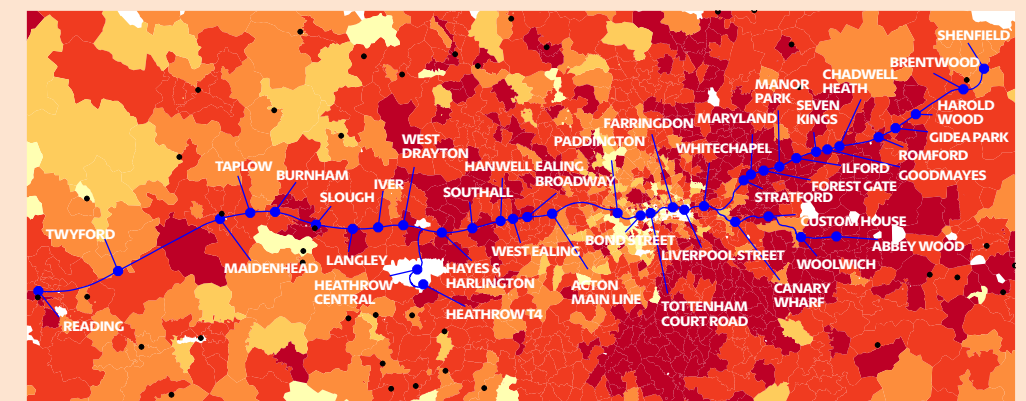 SHENFIELD
BRENTWOOD
CHADWELL
HEATH
MANOR
PARK
SEVEN
KINGS
HAROLD
WOOD
FARRINGDON
MARYLAND
GIDEA PARK
WEST
DRAYTON
PADDINGTON
WHITECHAPEL
ROMFORD
TAPLOW
BURNHAM
HANWELL
EALING
BROADWAY
ILFORD
GOODMAYES
IVER
SLOUGH
SOUTHALL
FOREST GATE
STRATFORD
TWYFORD
CUSTOM HOUSE
BOND STREET
ABBEY WOOD
WEST EALING
LIVERPOOL STREET
WOOLWICH
MAIDENHEAD
LANGLEY
HAYES &
HARLINGTON
HEATHROW
CENTRAL
ACTON
MAIN LINE
CANARY
WHARF
HEATHROW T4
TOTTENHAM
COURT ROAD
READING